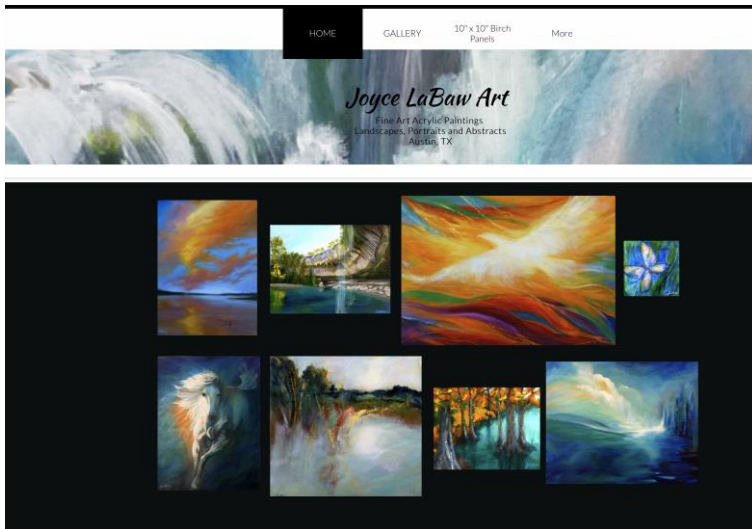 HOME
GALLERY
10" x 10" Birch
Panels
More
Joyce LaBaw Art
Fine Art Acrylic Paintings
Landscapes, Portraits and Abstracts
Austin, TX